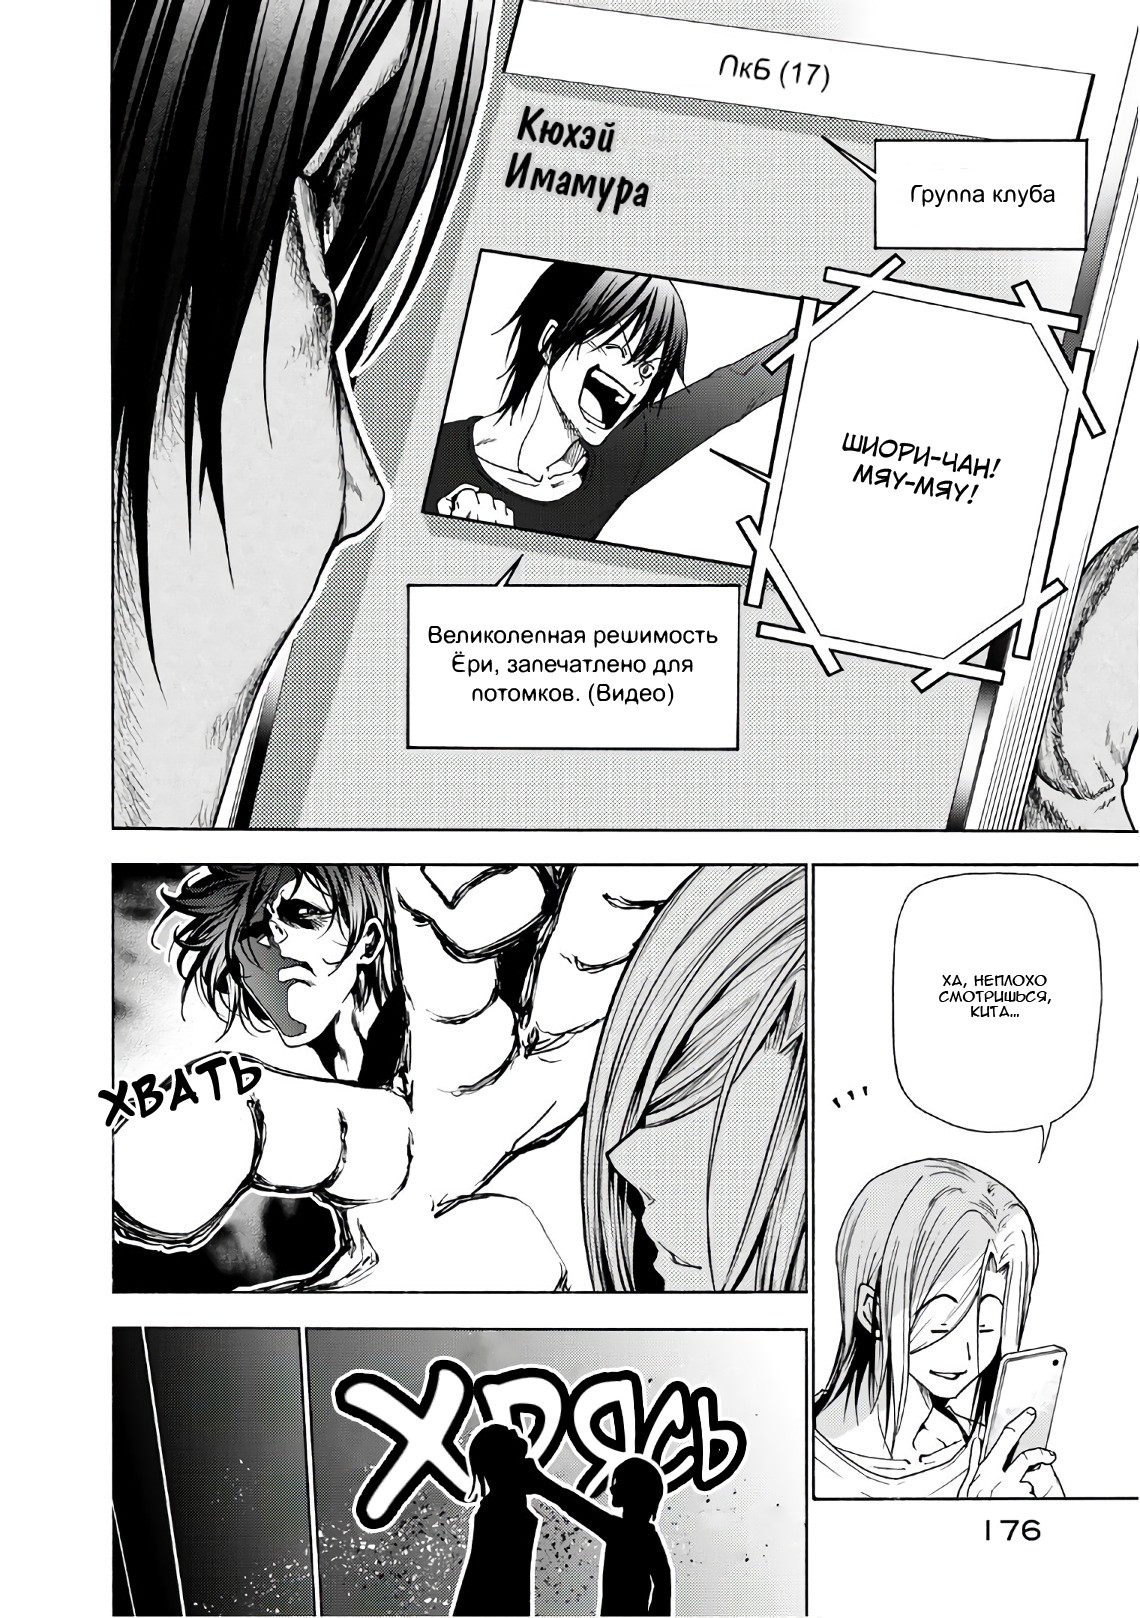 ПкБ (17)
Группа клуба
Кюхэй
Имамура
ШИОРИ-ЧАН!
МЯУ-МЯУ!
Великолепная решимость
Ёри, запечатлено для
потомков. (Видео)
ХА, НЕПЛОХО
СМОТРИШЬСЯ,
КИТА...
ХВАТЬ
ХРЯСЬ
176